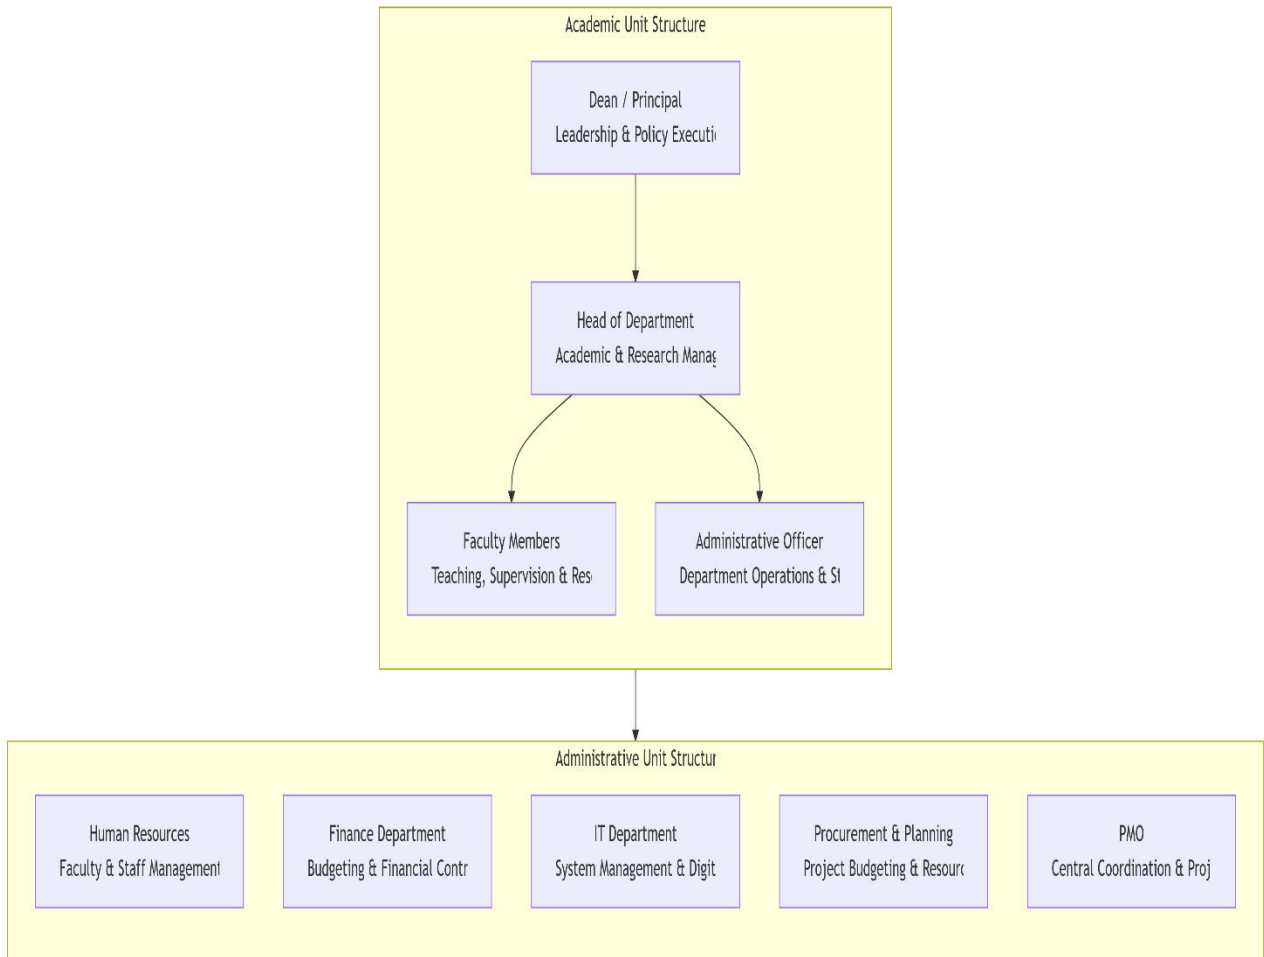 Academic Unit Structure
Dean / Principal
Leadership & Policy Executi
Head of Department
Academic & Research Manag
Faculty Members
Teaching, Supervision & Res
Administrative Officer
Department Operations & St
Administrative Unit Structur
Human Resources
Faculty & Staff Management
Finance Department
Budgeting & Financial Contr
IT Department
System Management & Digit
Procurement & Planning
Project Budgeting & Resourc
PMO
Central Coordination & Proj